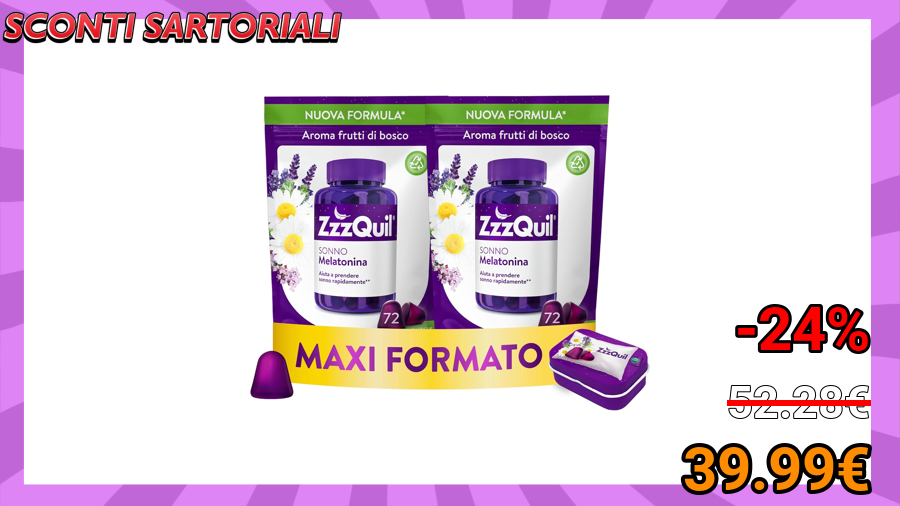 SCONTI SARTORIALI
NUOVA FORMULA*
Aroma frutti di bosco
ZzzQuil
SONNO
Melatonina
Aiuta a prendere
sonno rapidamente**
72
NUOVA FORMULA*
Aroma frutti di bosco
ZzzQuil
SONNO
Melatonina
Aiuta a prendere
sonno rapidamente**
72
MAXI FORMATO
ZzzQuil
-24%
52.28€
39.99€